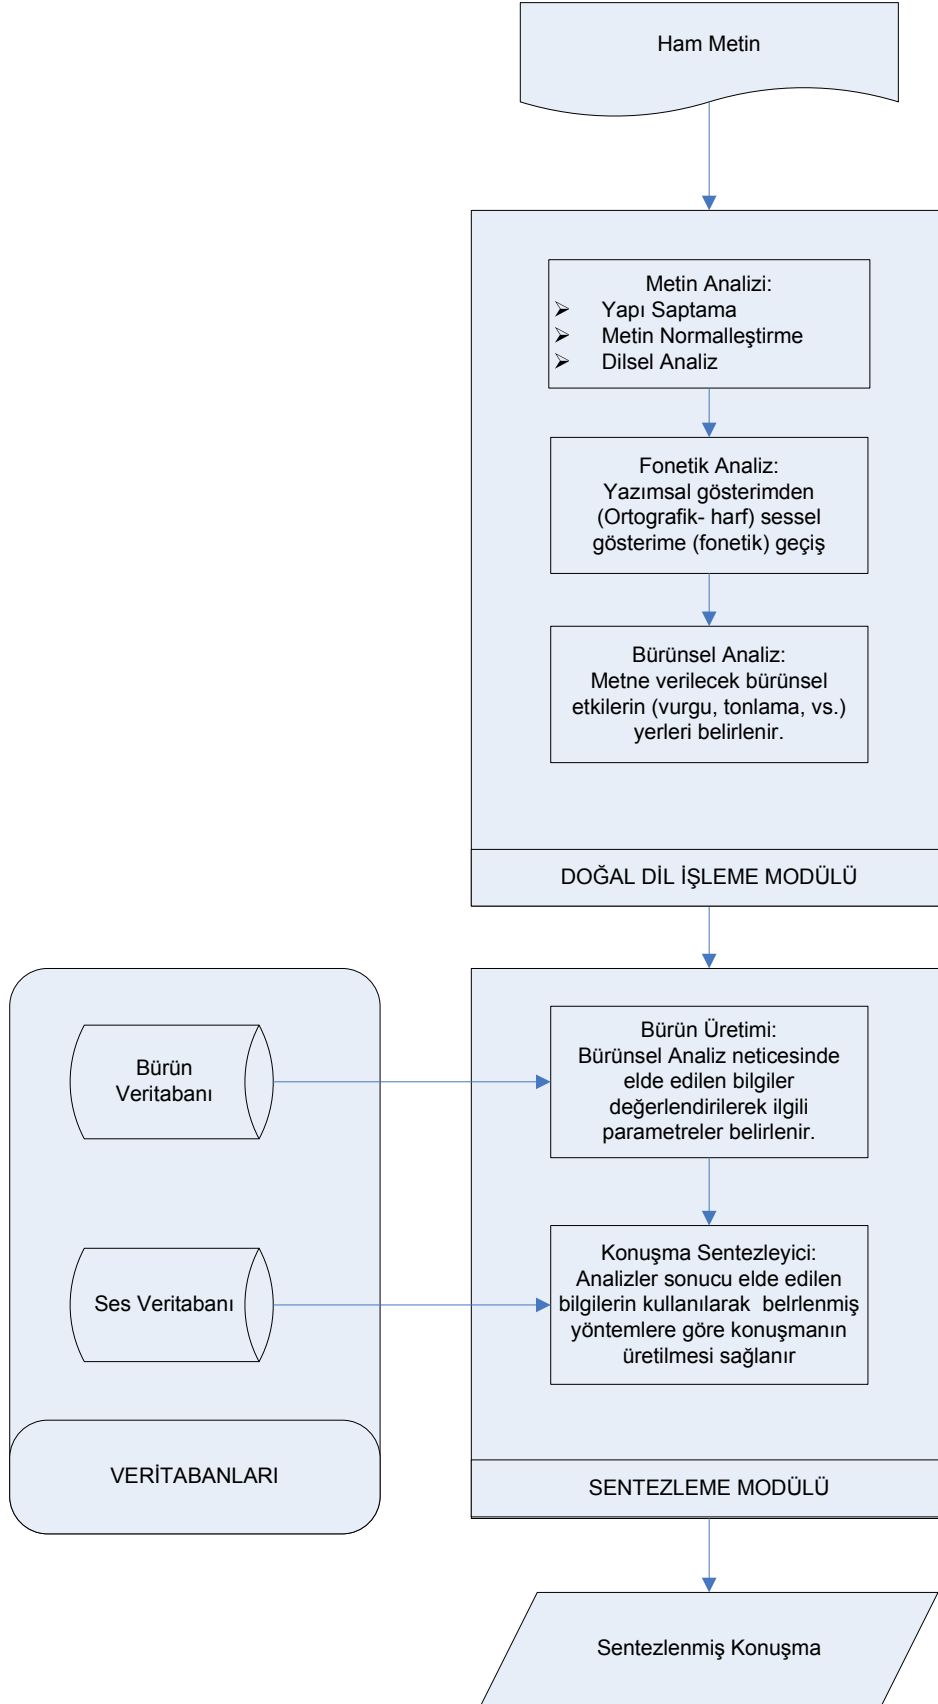 Ham Metin
Metin Analizi:
➢ Yapı Saptama
➢ Metin Normalleştirme
➢ Dilsel Analiz
Fonetik Analiz:
Yazımsal gösterimden
(Ortografik- harf) sessel
gösterime (fonetik) geçiş
Bürünsel Analiz:
Metne verilecek bürünsel
etkilerin (vurgu, tonlama, vs.)
yerleri belirlenir.
DOĞAL DİL İŞLEME MODÜLÜ
Bürün
Veritabanı
Bürün Üretimi:
Bürünsel Analiz neticesinde
elde edilen bilgiler
değerlendirilerek ilgili
parametreler belirlenir.
Ses Veritabanı
Konuşma Sentezleyici:
Analizler sonucu elde edilen
bilgilerin kullanılarak  belrlenmiş
yöntemlere göre konuşmanın
üretilmesi sağlanır
VERİTABANLARI
SENTEZLEME MODÜLÜ
Sentezlenmiş Konuşma